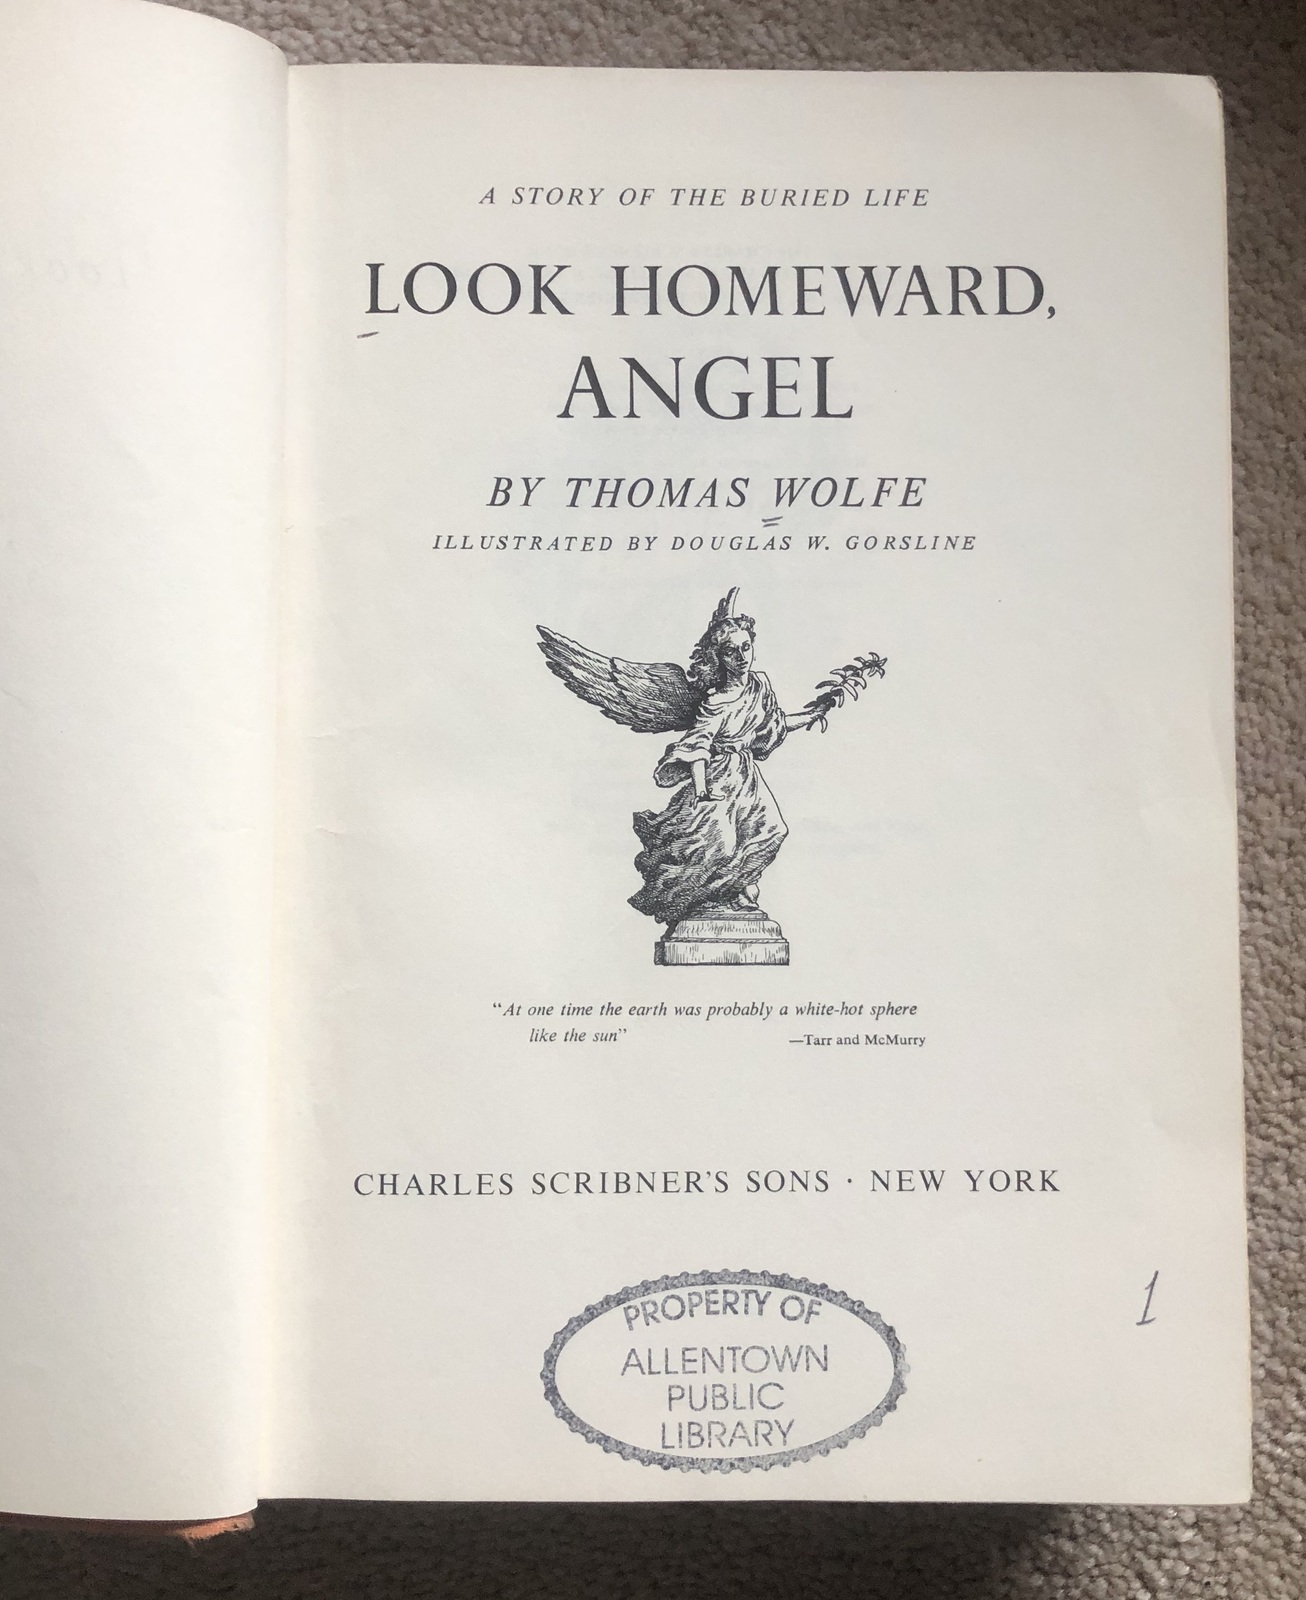 A STORY OF THE BURIED LIFE
LOOK HOMEWARD,
ANGEL
BY THOMAS WOLFE
ILLUSTRATED BY DOUGLAS W. GORSLINE
“At one time the earth was probably a white-hot sphere
like the sun” —Tarr and McMurry
CHARLES SCRIBNER’S SONS · NEW YORK
1
PROPERTY OF
ALLENTOWN
PUBLIC
LIBRARY